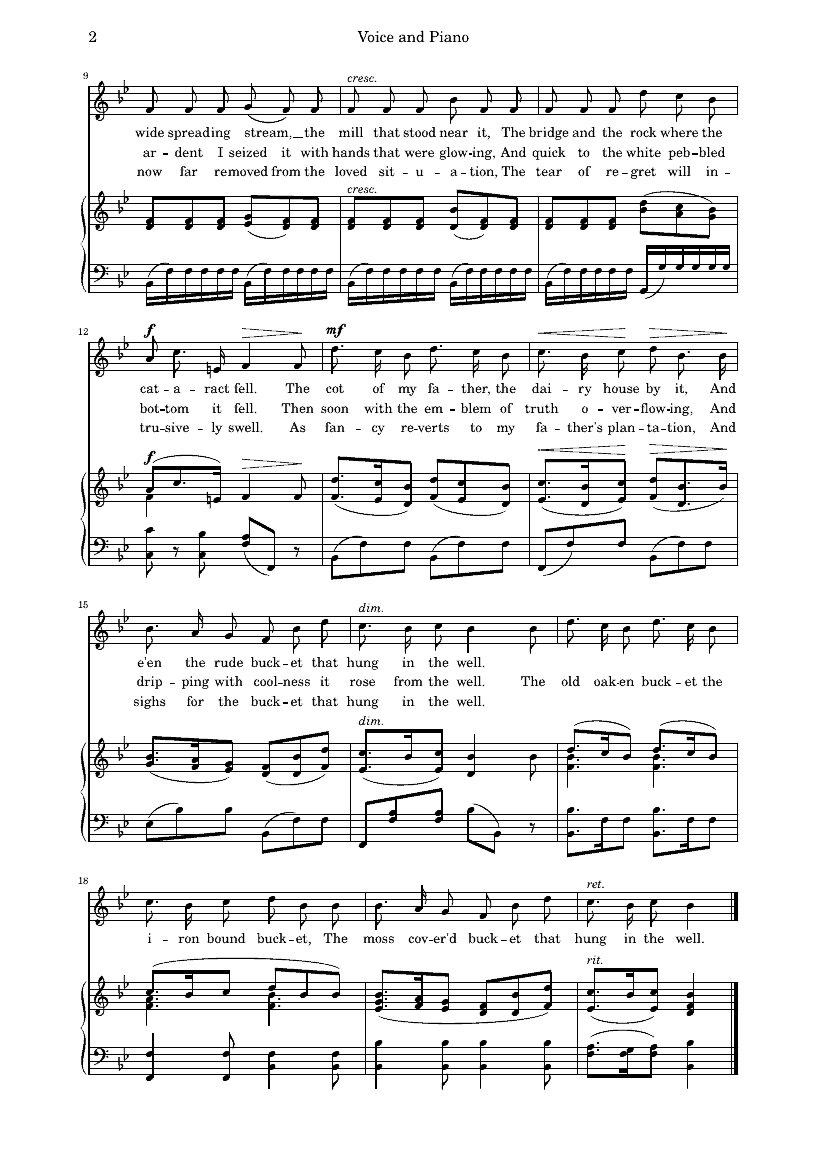 2 Voice and Piano
9 cresc.
wide spreading stream,_the mill that stood near it, The bridge and the rock where the
ar - dent I seized it with hands that were glow-ing, And quick to the white peb-bled
now far removed from the loved sit - u - a - tion, The tear of re - gret will in -
cresc.
12 f mf
cat - a - ract fell. The cot of my fa - ther, the dai - ry house by it, And
bot-tom it fell. Then soon with the em - blem of truth o - ver-flow-ing, And
tru-sive - ly swell. As fan - cy re-verts to my fa - ther's plan - ta-tion, And
f
15 dim.
e'en the rude buck - et that hung in the well.
drip - ping with cool-ness it rose from the well. The old oak-en buck - et the
sighs for the buck - et that hung in the well.
dim.
18 ret.
i - ron bound buck - et, The moss cov-er'd buck - et that hung in the well.
rit.